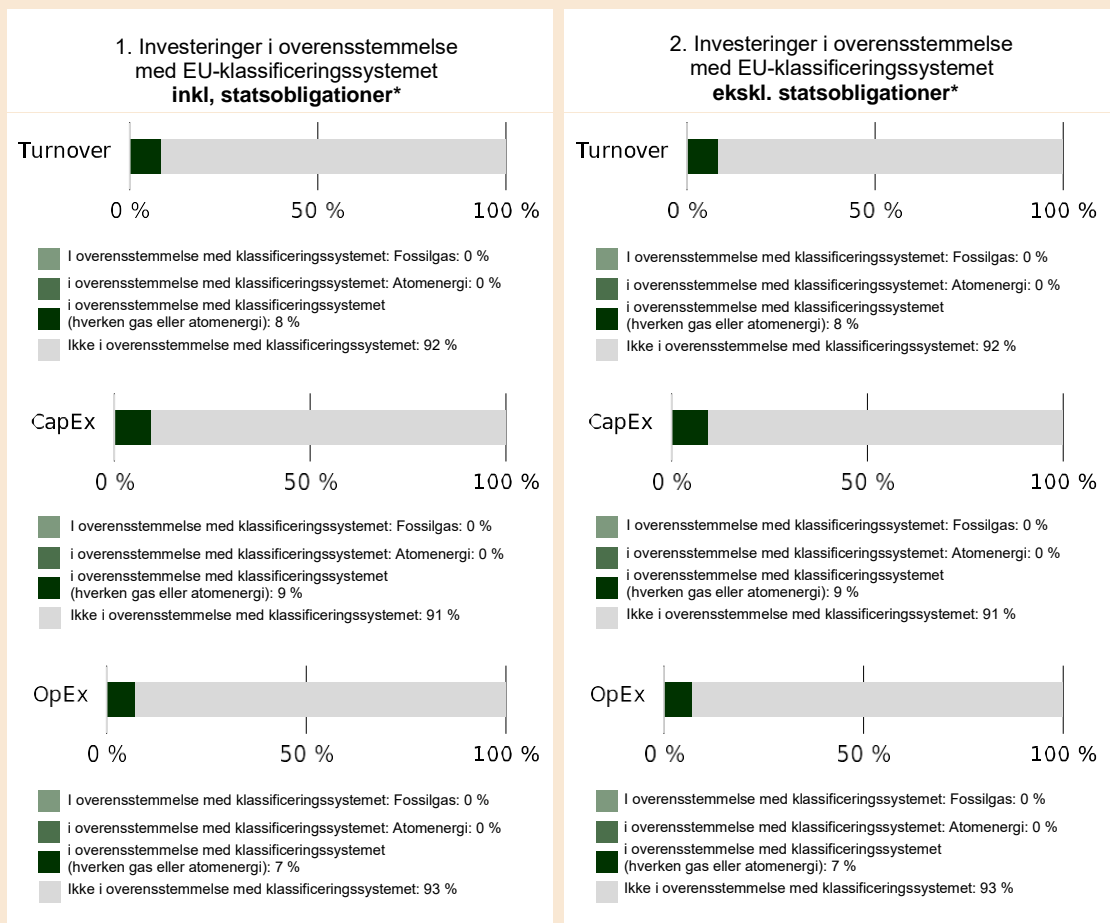 1. Investeringer i overensstemmelse
med EU-klassificeringssystemet
inkl, statsobligationer*
Turnover
0 % 50 % 100 %
I overensstemmelse med klassificeringssystemet: Fossilgas: 0 %
i overensstemmelse med klassificeringssystemet: Atomenergi: 0 %
i overensstemmelse med klassificeringssystemet
(hverken gas eller atomenergi): 8 %
Ikke i overensstemmelse med klassificeringssystemet: 92 %
CapEx
0 % 50 % 100 %
I overensstemmelse med klassificeringssystemet: Fossilgas: 0 %
i overensstemmelse med klassificeringssystemet: Atomenergi: 0 %
i overensstemmelse med klassificeringssystemet
(hverken gas eller atomenergi): 9 %
Ikke i overensstemmelse med klassificeringssystemet: 91 %
OpEx
0 % 50 % 100 %
I overensstemmelse med klassificeringssystemet: Fossilgas: 0 %
i overensstemmelse med klassificeringssystemet: Atomenergi: 0 %
i overensstemmelse med klassificeringssystemet
(hverken gas eller atomenergi): 7 %
Ikke i overensstemmelse med klassificeringssystemet: 93 %
2. Investeringer i overensstemmelse
med EU-klassificeringssystemet
ekskl. statsobligationer*
Turnover
0 % 50 % 100 %
I overensstemmelse med klassificeringssystemet: Fossilgas: 0 %
i overensstemmelse med klassificeringssystemet: Atomenergi: 0 %
i overensstemmelse med klassificeringssystemet
(hverken gas eller atomenergi): 8 %
Ikke i overensstemmelse med klassificeringssystemet: 92 %
CapEx
0 % 50 % 100 %
I overensstemmelse med klassificeringssystemet: Fossilgas: 0 %
i overensstemmelse med klassificeringssystemet: Atomenergi: 0 %
i overensstemmelse med klassificeringssystemet
(hverken gas eller atomenergi): 9 %
Ikke i overensstemmelse med klassificeringssystemet: 91 %
OpEx
0 % 50 % 100 %
I overensstemmelse med klassificeringssystemet: Fossilgas: 0 %
i overensstemmelse med klassificeringssystemet: Atomenergi: 0 %
i overensstemmelse med klassificeringssystemet
(hverken gas eller atomenergi): 7 %
Ikke i overensstemmelse med klassificeringssystemet: 93 %